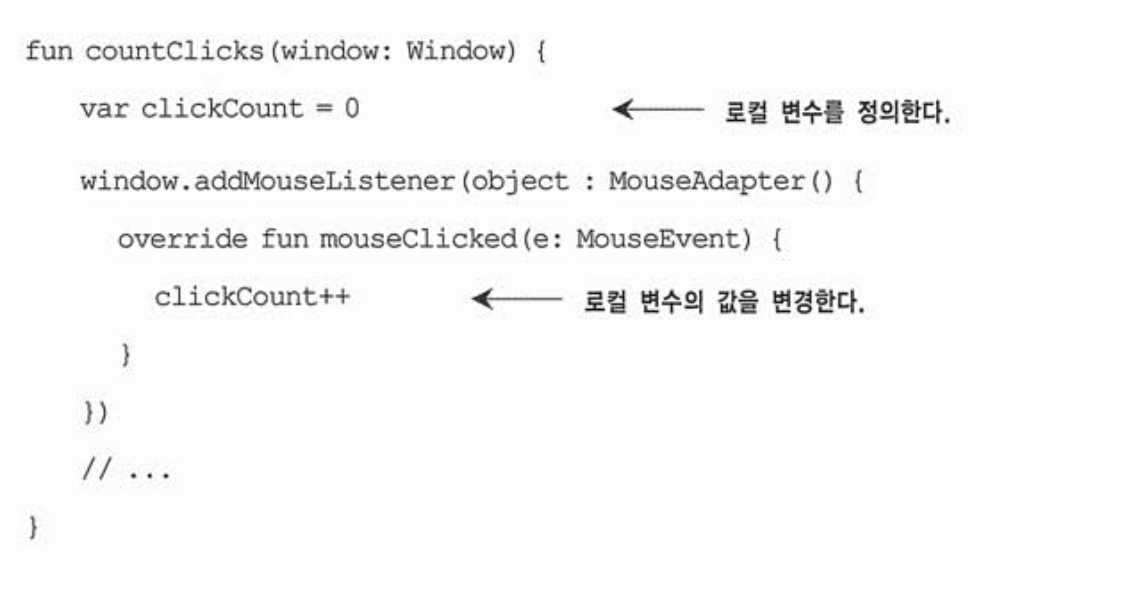 fun countClicks(window: Window) {
var clickCount = 0 로컬 변수를 정의한다.
window.addMouseListener(object : MouseAdapter() {
override fun mouseClicked(e: MouseEvent) {
clickCount++ 로컬 변수의 값을 변경한다.
}
})
// ...
}